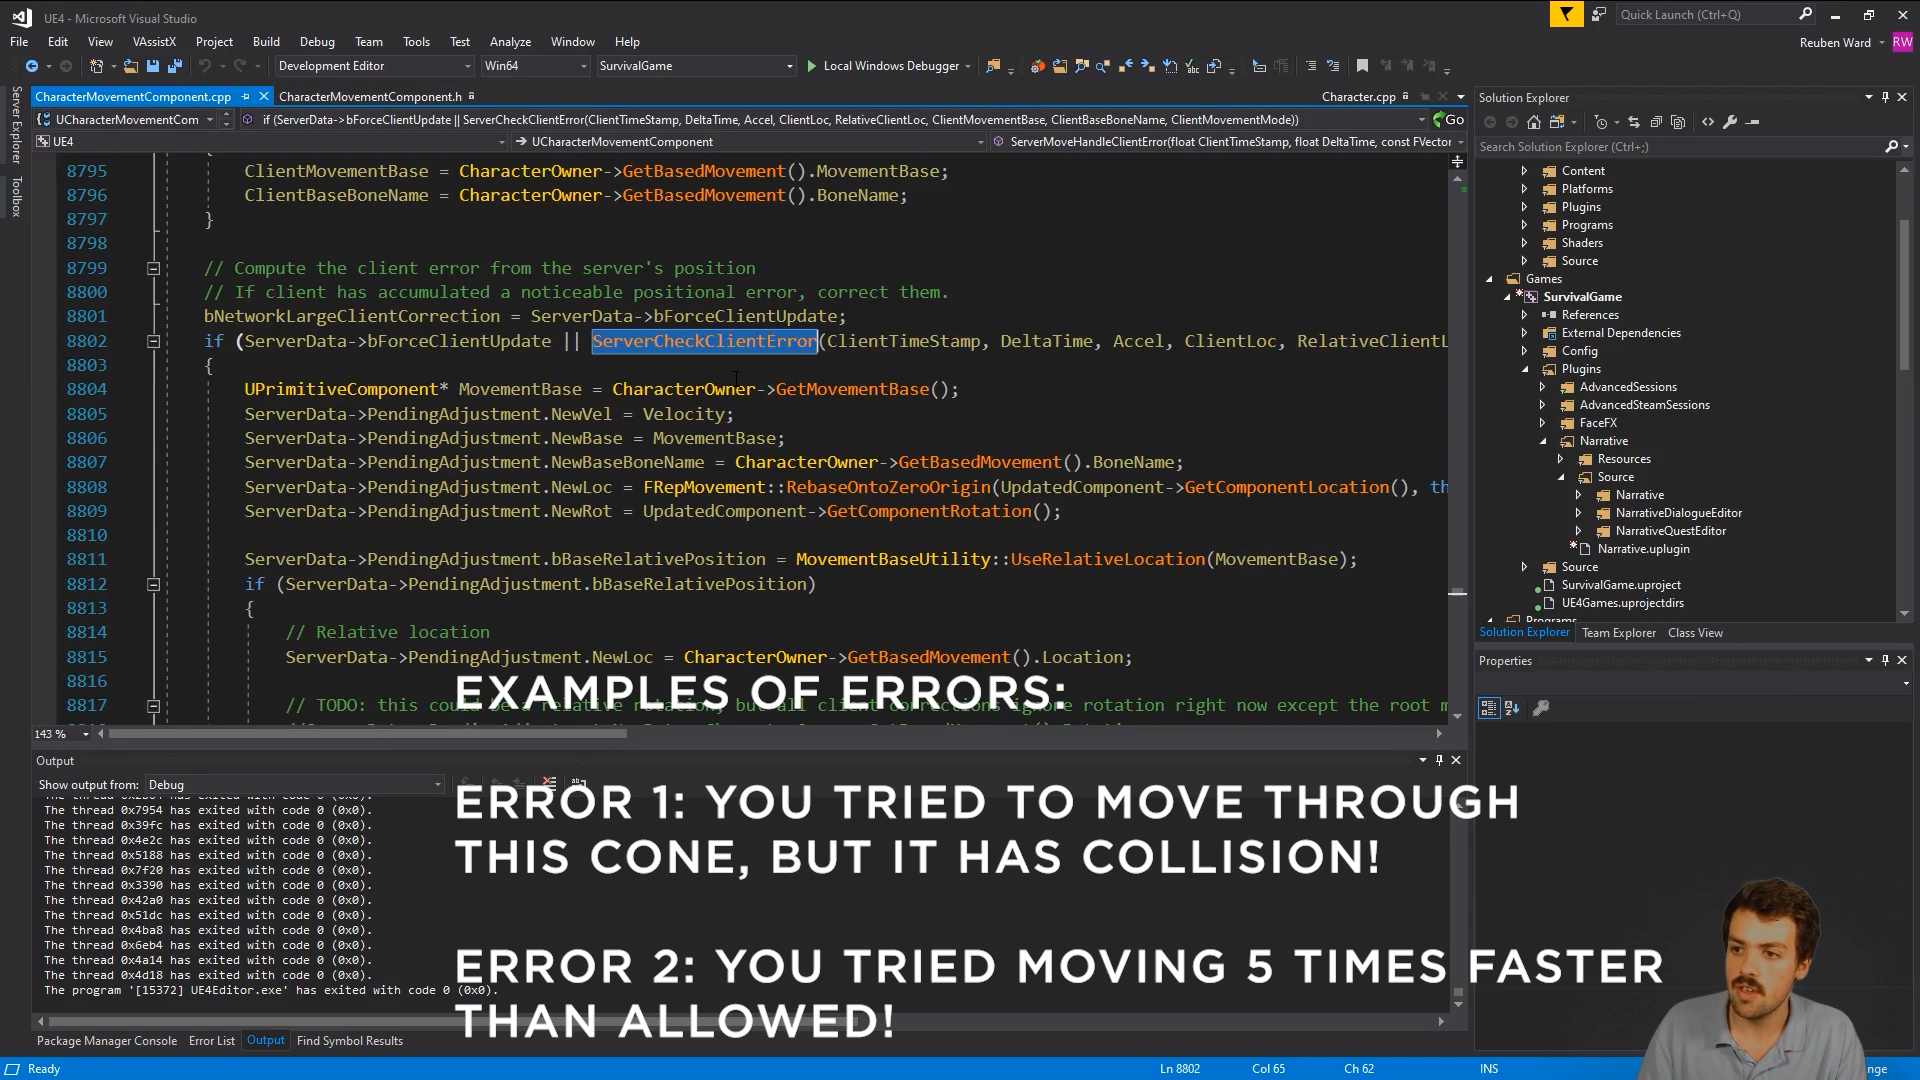 UE4 - Microsoft Visual Studio
Quick Launch (Ctrl+Q)
File Edit View VAssistX Project Build Debug Team Tools Test Analyze Window Help
Reuben Ward RW
Development Editor Win64 SurvivalGame Local Windows Debugger
CharacterMovementComponent.cpp CharacterMovementComponent.h Character.cpp
UCharacterMovementCom if (ServerData->bForceClientUpdate || ServerCheckClientError(ClientTimeStamp, DeltaTime, Accel, ClientLoc, RelativeClientLoc, ClientMovementBase, ClientBaseBoneName, ClientMovementMode)) Go
UE4 UCharacterMovementComponent ServerMoveHandleClientError(float ClientTimeStamp, float DeltaTime, const FVector
Server Explorer
Toolbox
8795 ClientMovementBase = CharacterOwner->GetBasedMovement().MovementBase;
8796 ClientBaseBoneName = CharacterOwner->GetBasedMovement().BoneName;
8797 }
8798
8799 // Compute the client error from the server's position
8800 // If client has accumulated a noticeable positional error, correct them.
8801 bNetworkLargeClientCorrection = ServerData->bForceClientUpdate;
8802 if (ServerData->bForceClientUpdate || ServerCheckClientError(ClientTimeStamp, DeltaTime, Accel, ClientLoc, RelativeClientL
8803 {
8804 UPrimitiveComponent* MovementBase = CharacterOwner->GetMovementBase();
8805 ServerData->PendingAdjustment.NewVel = Velocity;
8806 ServerData->PendingAdjustment.NewBase = MovementBase;
8807 ServerData->PendingAdjustment.NewBaseBoneName = CharacterOwner->GetBasedMovement().BoneName;
8808 ServerData->PendingAdjustment.NewLoc = FRepMovement::RebaseOntoZeroOrigin(UpdatedComponent->GetComponentLocation(), th
8809 ServerData->PendingAdjustment.NewRot = UpdatedComponent->GetComponentRotation();
8810
8811 ServerData->PendingAdjustment.bBaseRelativePosition = MovementBaseUtility::UseRelativeLocation(MovementBase);
8812 if (ServerData->PendingAdjustment.bBaseRelativePosition)
8813 {
8814 // Relative location
8815 ServerData->PendingAdjustment.NewLoc = CharacterOwner->GetBasedMovement().Location;
8816
8817 // TODO: this could be a relative rotation, but all client corrections ignore rotation right now except the root m
143 %
EXAMPLES OF ERRORS:
ERROR 1: YOU TRIED TO MOVE THROUGH
THIS CONE, BUT IT HAS COLLISION!
ERROR 2: YOU TRIED MOVING 5 TIMES FASTER
THAN ALLOWED!
Output
Show output from: Debug
The thread 0x7954 has exited with code 0 (0x0).
The thread 0x39fc has exited with code 0 (0x0).
The thread 0x4e2c has exited with code 0 (0x0).
The thread 0x5188 has exited with code 0 (0x0).
The thread 0x7f20 has exited with code 0 (0x0).
The thread 0x3390 has exited with code 0 (0x0).
The thread 0x42a0 has exited with code 0 (0x0).
The thread 0x51dc has exited with code 0 (0x0).
The thread 0x4ba8 has exited with code 0 (0x0).
The thread 0x6eb4 has exited with code 0 (0x0).
The thread 0x4a14 has exited with code 0 (0x0).
The thread 0x4d18 has exited with code 0 (0x0).
The program '[15372] UE4Editor.exe' has exited with code 0 (0x0).
Package Manager Console Error List Output Find Symbol Results
Ready Ln 8802 Col 65 Ch 62 INS
Solution Explorer
Search Solution Explorer (Ctrl+;)
Content
Platforms
Plugins
Programs
Shaders
Source
Games
SurvivalGame
References
External Dependencies
Config
Plugins
AdvancedSessions
AdvancedSteamSessions
FaceFX
Narrative
Resources
Source
Narrative
NarrativeDialogueEditor
NarrativeQuestEditor
Narrative.uplugin
Source
SurvivalGame.uproject
UE4Games.uprojectdirs
Programs
Solution Explorer Team Explorer Class View
Properties